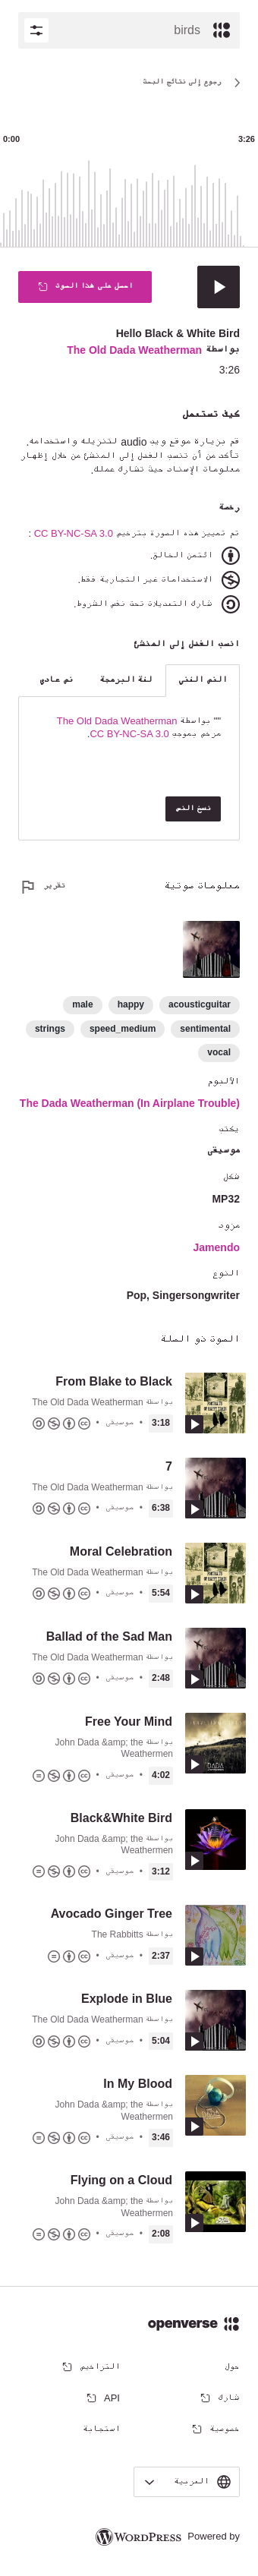 birds
رجوع إلى نتائج البحث
0:00
3:26
احصل على هذا الصوت
Hello Black & White Bird
بواسطة The Old Dada Weatherman
3:26
كيف تستعمل
قم بزيارة موقع ويب audio لتنزيله واستخدامه.
تأكد من أن تنسب الفضل إلى المنشئ من خلال إظهار
معلومات الإسناد حيث تشارك عملك.
رخصة
تم تمييز هذه الصورة بترخيص CC BY-NC-SA 3.0 :
ائتمن الخالق.
الاستخدامات غير التجارية فقط.
شارك التعديلات تحت نفس الشروط.
انسب الفضل إلى المنشئ
النص الغني
لغة البرمجة
نص عادي
"" بواسطة The Old Dada Weatherman
مرخص بموجب CC BY-NC-SA 3.0.
نسخ النص
معلومات صوتية
تقرير
acousticguitar
happy
male
sentimental
speed_medium
strings
vocal
الألبوم
The Dada Weatherman (In Airplane Trouble)
يكتب
موسيقى
شكل
MP32
مزود
Jamendo
النوع
Pop, Singersongwriter
الصوت ذو الصلة
From Blake to Black
بواسطة The Old Dada Weatherman
3:18 • موسيقى •
7
بواسطة The Old Dada Weatherman
6:38 • موسيقى •
Moral Celebration
بواسطة The Old Dada Weatherman
5:54 • موسيقى •
Ballad of the Sad Man
بواسطة The Old Dada Weatherman
2:48 • موسيقى •
Free Your Mind
بواسطة John Dada &amp; the
Weathermen
4:02 • موسيقى •
Black&White Bird
بواسطة John Dada &amp; the
Weathermen
3:12 • موسيقى •
Avocado Ginger Tree
بواسطة The Rabbitts
2:37 • موسيقى •
Explode in Blue
بواسطة The Old Dada Weatherman
5:04 • موسيقى •
In My Blood
بواسطة John Dada &amp; the
Weathermen
3:46 • موسيقى •
Flying on a Cloud
بواسطة John Dada &amp; the
Weathermen
2:08 • موسيقى •
openverse
حول
التراخيص
شارك
API
خصوصية
استجابة
العربية
Powered by WORDPRESS